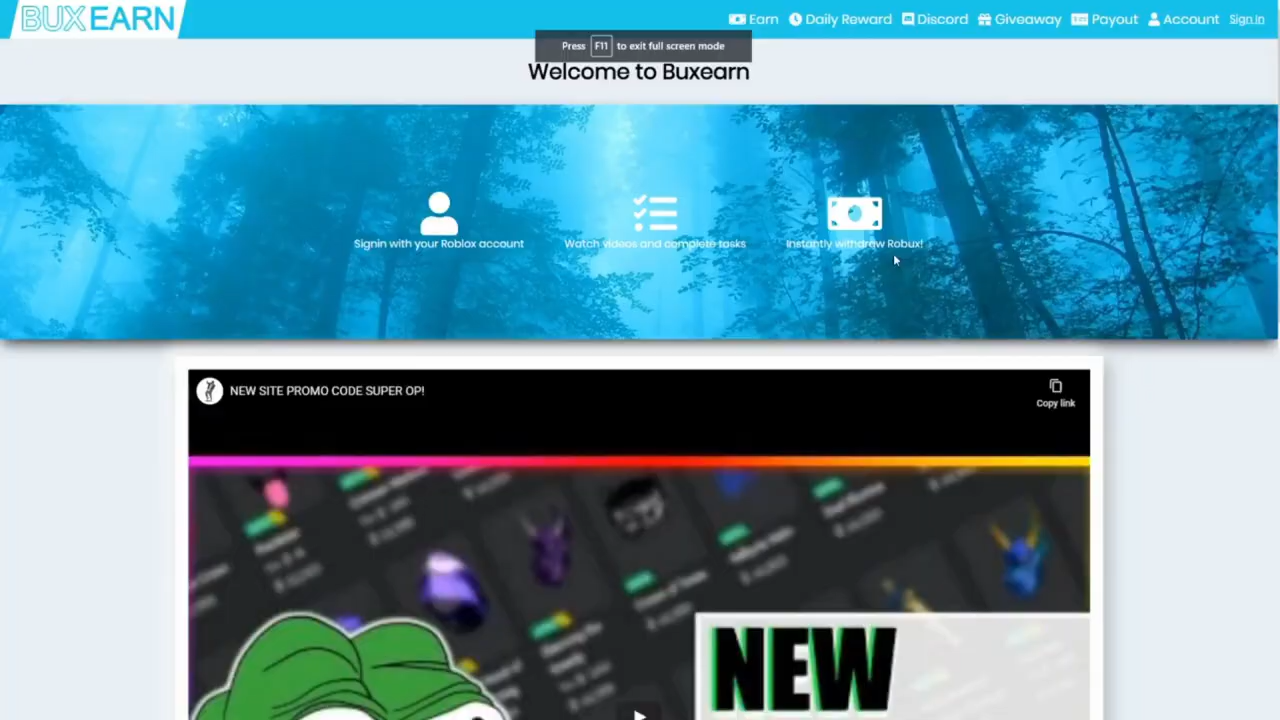 BUX EARN
Earn Daily Reward Discord Giveaway Payout Account Sign In
Press F11 to exit full screen mode
Welcome to Buxearn
Signin with your Roblox account
Watch videos and complete tasks
Instantly withdraw Robux!
NEW SITE PROMO CODE SUPER OP!
Copy link
NEW